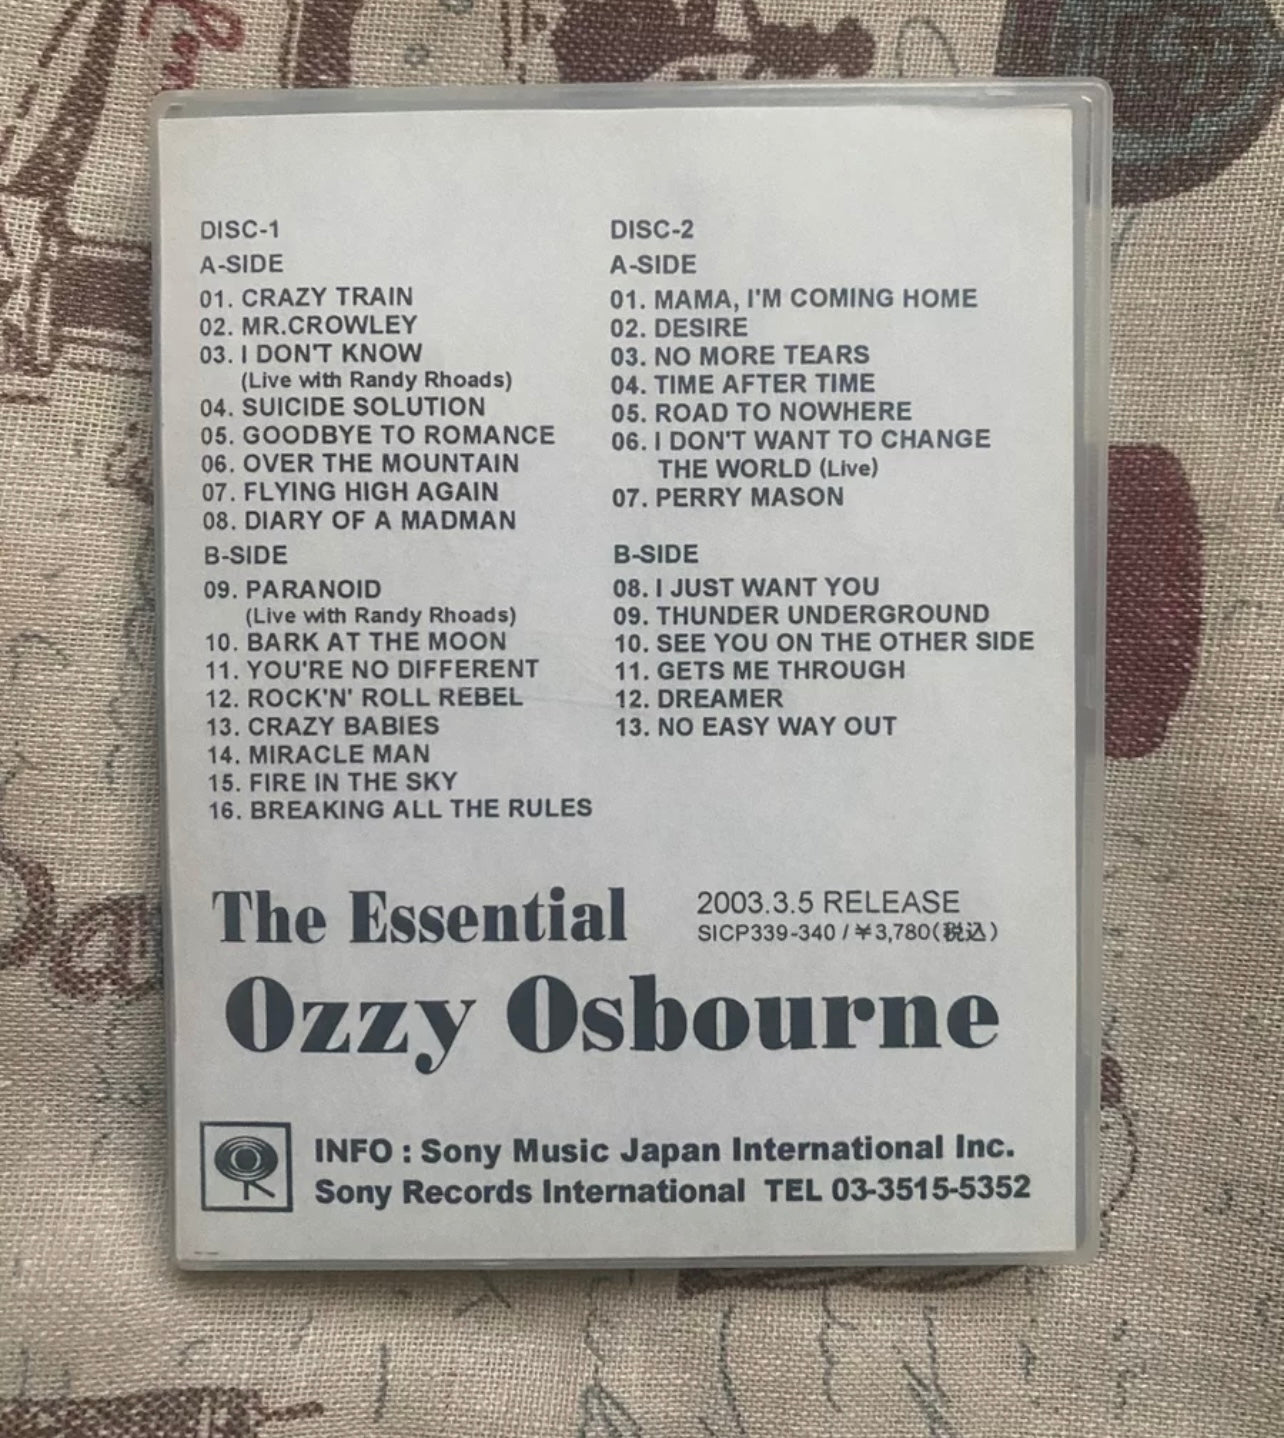 DISC-1
A-SIDE
01. CRAZY TRAIN
02. MR.CROWLEY
03. I DON'T KNOW
(Live with Randy Rhoads)
04. SUICIDE SOLUTION
05. GOODBYE TO ROMANCE
06. OVER THE MOUNTAIN
07. FLYING HIGH AGAIN
08. DIARY OF A MADMAN
B-SIDE
09. PARANOID
(Live with Randy Rhoads)
10. BARK AT THE MOON
11. YOU'RE NO DIFFERENT
12. ROCK'N' ROLL REBEL
13. CRAZY BABIES
14. MIRACLE MAN
15. FIRE IN THE SKY
16. BREAKING ALL THE RULES
DISC-2
A-SIDE
01. MAMA, I'M COMING HOME
02. DESIRE
03. NO MORE TEARS
04. TIME AFTER TIME
05. ROAD TO NOWHERE
06. I DON'T WANT TO CHANGE
THE WORLD (Live)
07. PERRY MASON
B-SIDE
08. I JUST WANT YOU
09. THUNDER UNDERGROUND
10. SEE YOU ON THE OTHER SIDE
11. GETS ME THROUGH
12. DREAMER
13. NO EASY WAY OUT
The Essential
Ozzy Osbourne
2003.3.5 RELEASE
SICP339-340 / ¥3,780(税込)
INFO : Sony Music Japan International Inc.
Sony Records International TEL 03-3515-5352